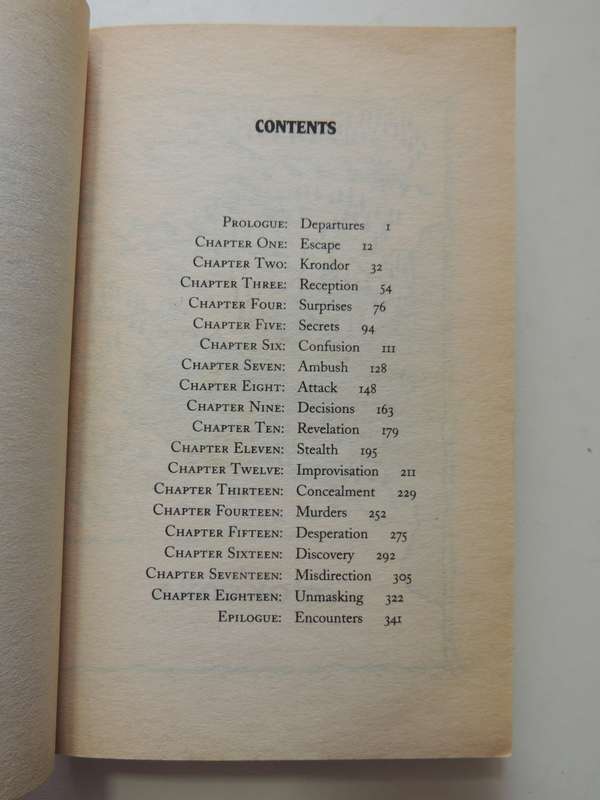 CONTENTS
PROLOGUE: Departures 1
CHAPTER ONE: Escape 12
CHAPTER TWO: Krondor 32
CHAPTER THREE: Reception 54
CHAPTER FOUR: Surprises 76
CHAPTER FIVE: Secrets 94
CHAPTER SIX: Confusion 111
CHAPTER SEVEN: Ambush 128
CHAPTER EIGHT: Attack 148
CHAPTER NINE: Decisions 163
CHAPTER TEN: Revelation 179
CHAPTER ELEVEN: Stealth 195
CHAPTER TWELVE: Improvisation 211
CHAPTER THIRTEEN: Concealment 229
CHAPTER FOURTEEN: Murders 252
CHAPTER FIFTEEN: Desperation 275
CHAPTER SIXTEEN: Discovery 292
CHAPTER SEVENTEEN: Misdirection 305
CHAPTER EIGHTEEN: Unmasking 322
EPILOGUE: Encounters 341